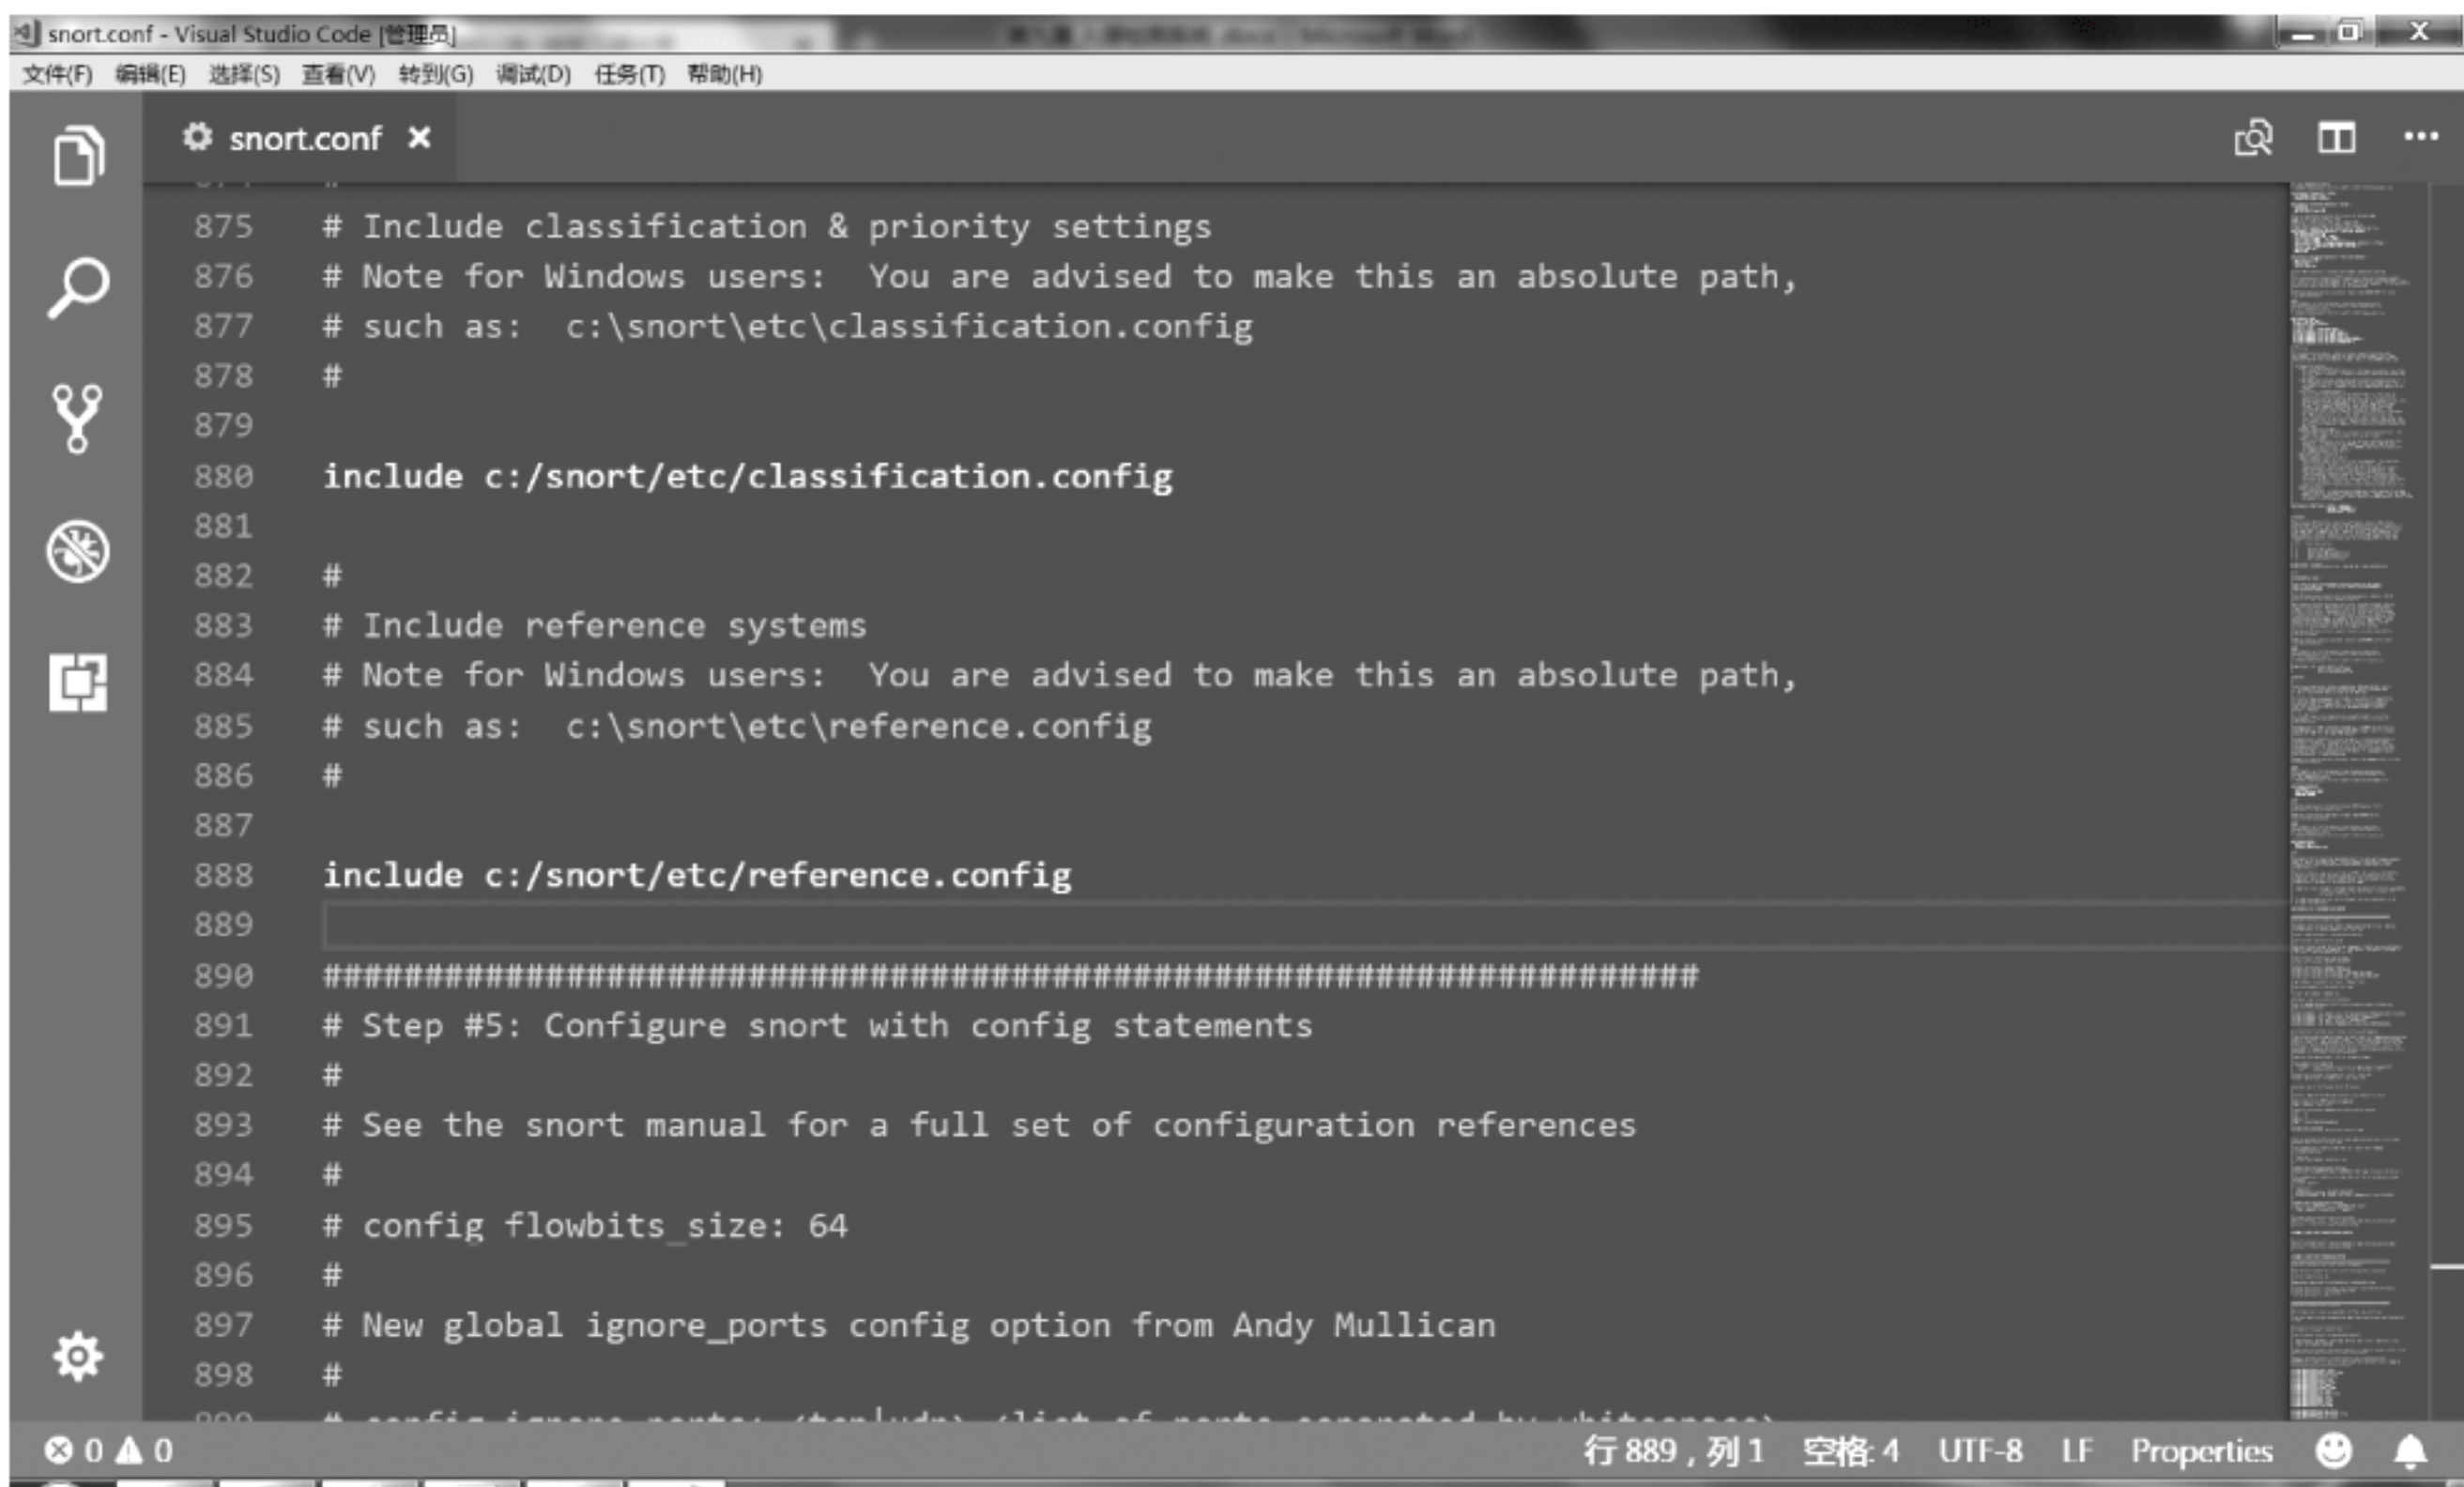 snort.conf - Visual Studio Code [管理员]
文件(F) 编辑(E) 选择(S) 查看(V) 转到(G) 调试(D) 任务(T) 帮助(H)
snort.conf
875 # Include classification & priority settings
876 # Note for Windows users:  You are advised to make this an absolute path,
877 # such as:  c:\snort\etc\classification.config
878 #
879
880 include c:/snort/etc/classification.config
881
882 #
883 # Include reference systems
884 # Note for Windows users:  You are advised to make this an absolute path,
885 # such as:  c:\snort\etc\reference.config
886 #
887
888 include c:/snort/etc/reference.config
889
890 ####################################################################
891 # Step #5: Configure snort with config statements
892 #
893 # See the snort manual for a full set of configuration references
894 #
895 # config flowbits_size: 64
896 #
897 # New global ignore_ports config option from Andy Mullican
898 #
0 0 行 889，列 1 空格: 4 UTF-8 LF Properties